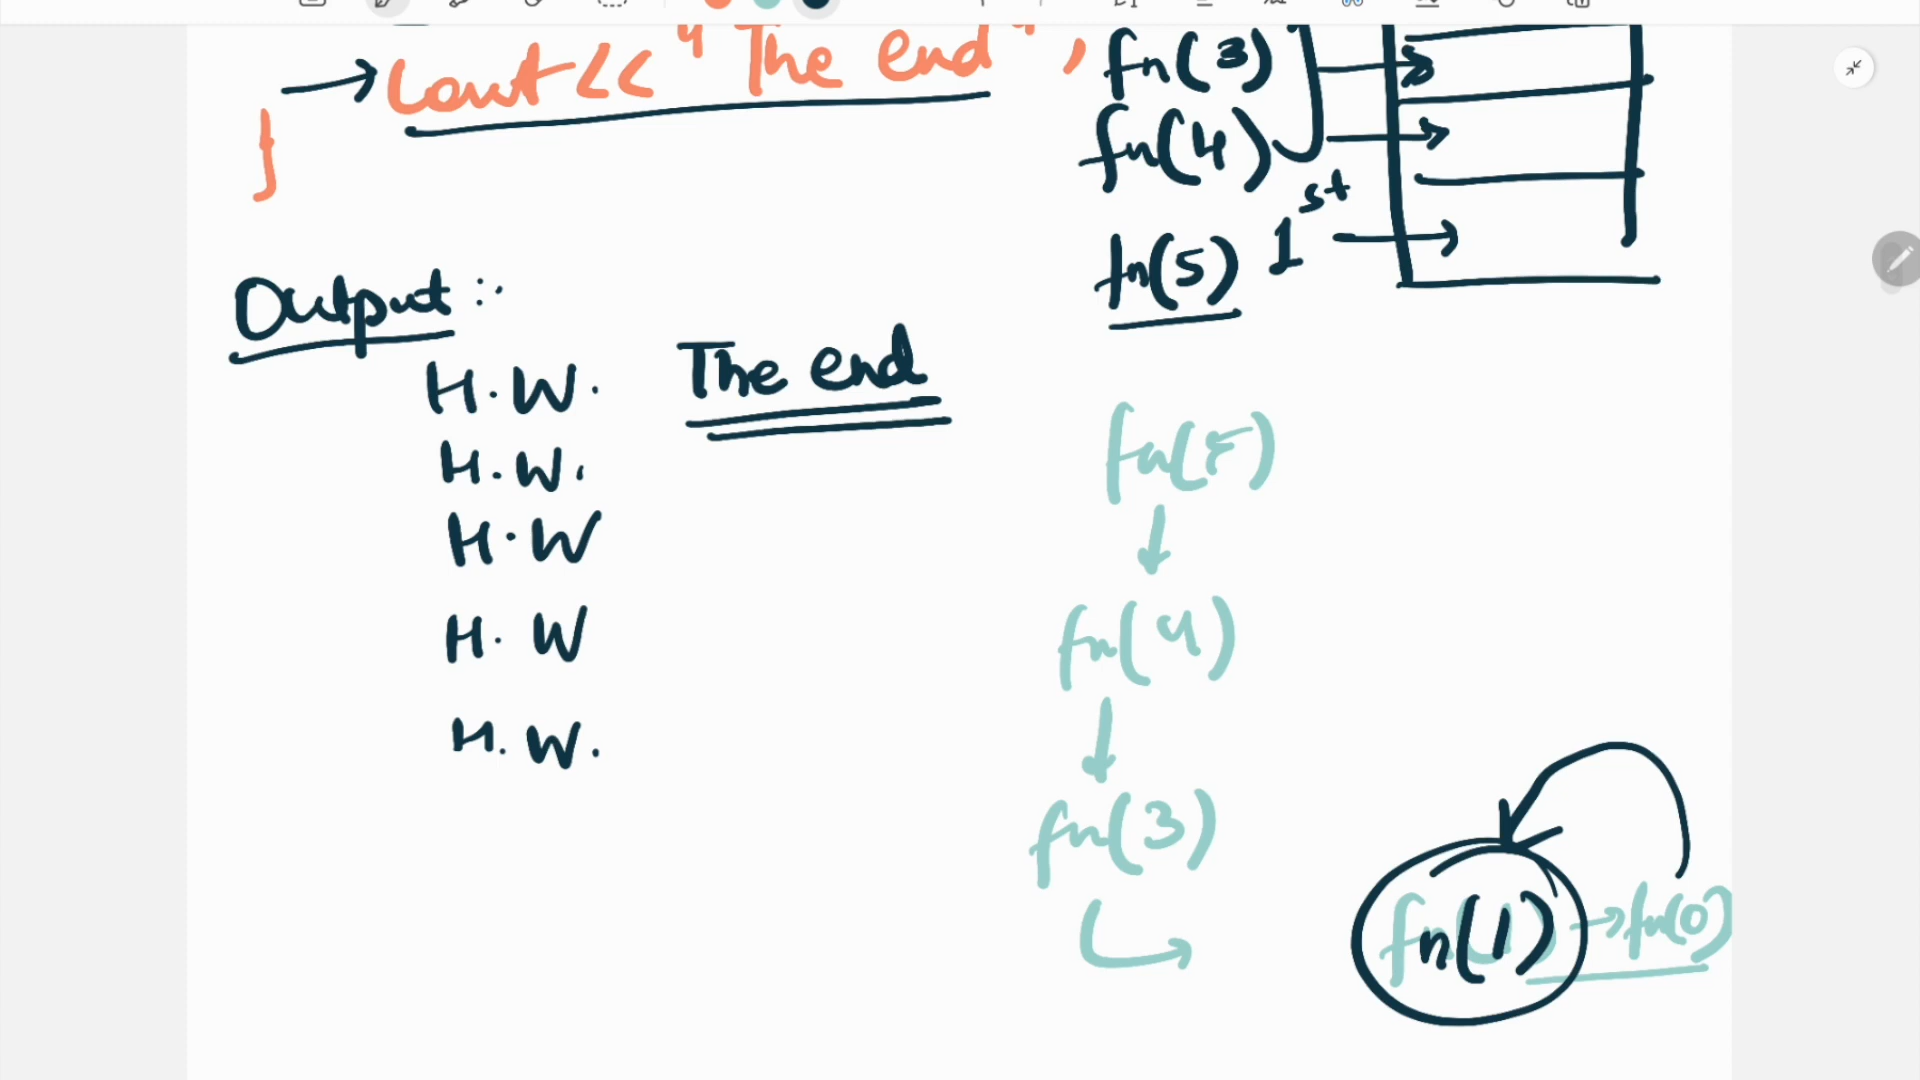 cout << "The end",
}
fn(3)
fn(4)
fn(5) 1st
Output :-
H.W. The end
H.W.
H.W
H.W
H.W.
fn(5)
fn(4)
fn(3)
fn(1) → fn(0)